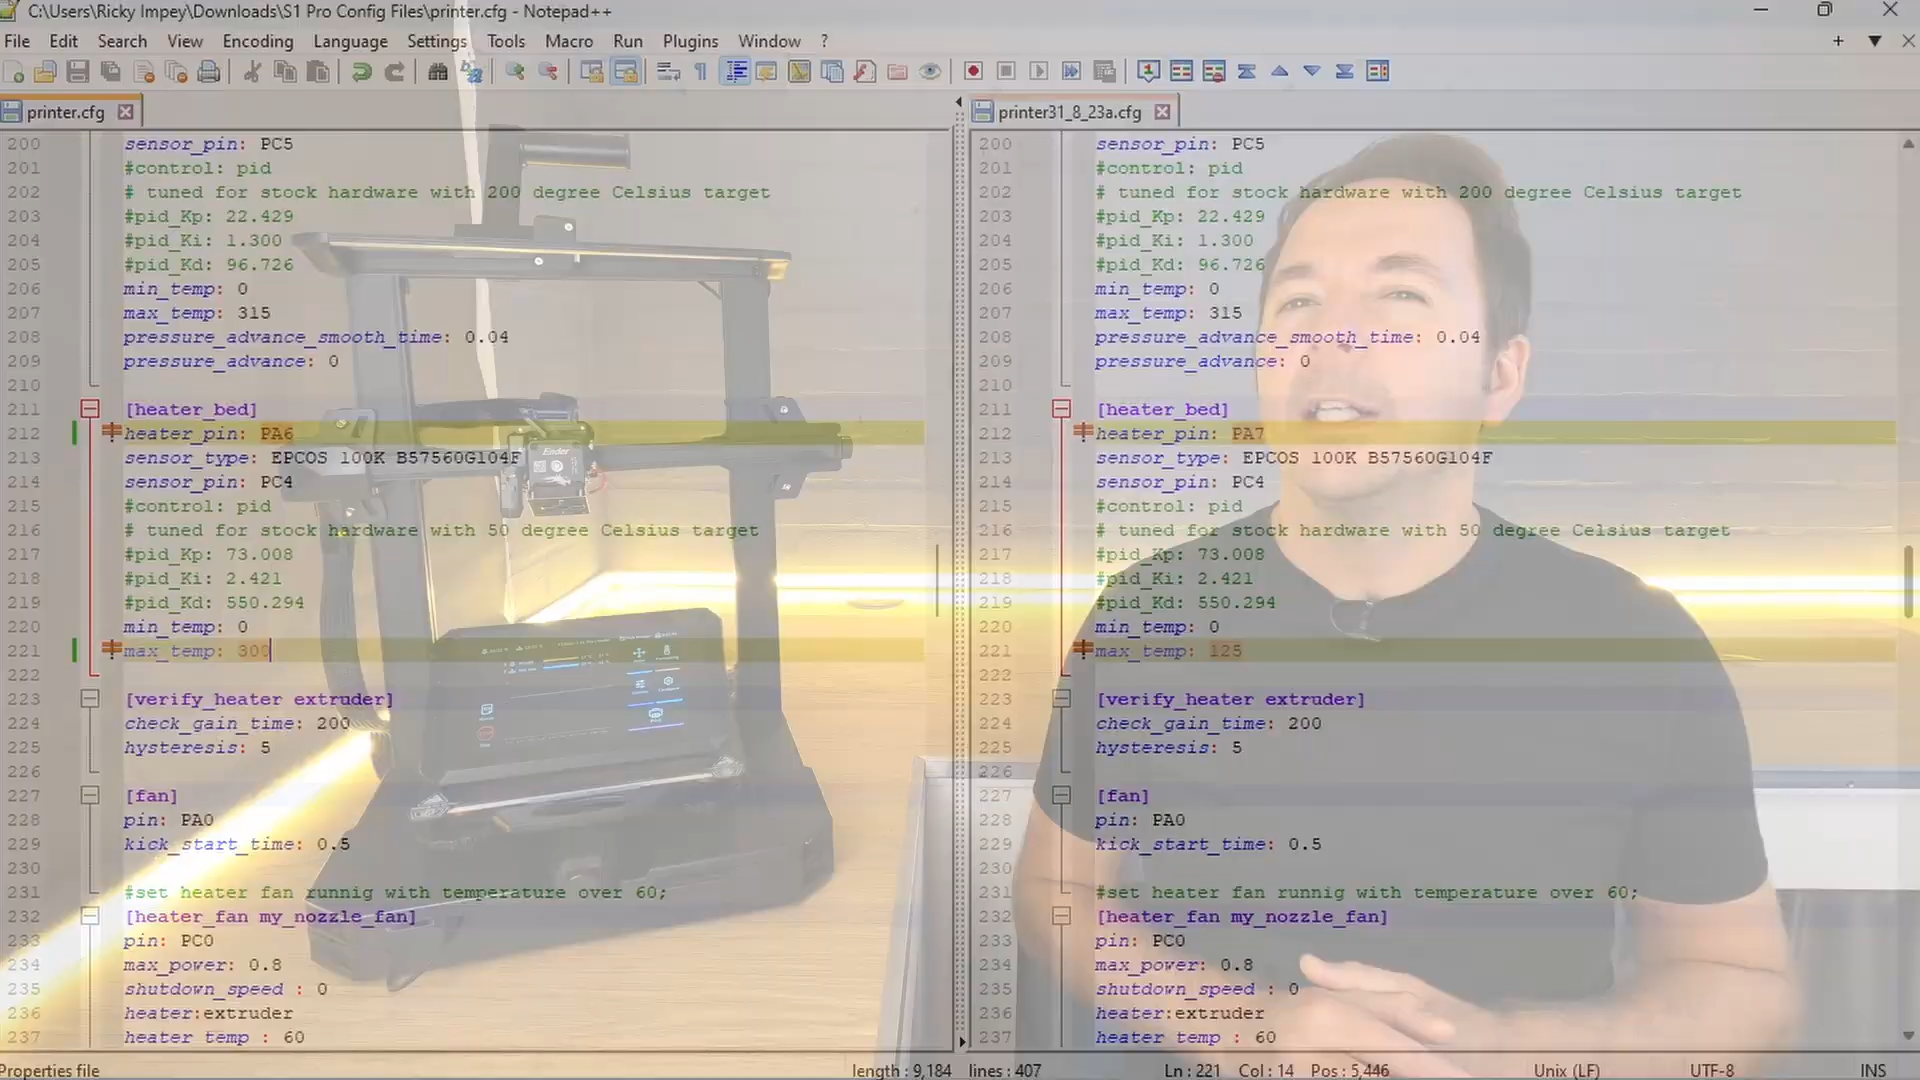 C:\Users\Ricky Impey\Downloads\S1 Pro Config Files\printer.cfg - Notepad++
File Edit Search View Encoding Language Settings Tools Macro Run Plugins Window ?
printer.cfg
200 sensor_pin: PC5
201 #control: pid
202 # tuned for stock hardware with 200 degree Celsius target
203 #pid_Kp: 22.429
204 #pid_Ki: 1.300
205 #pid_Kd: 96.726
206 min_temp: 0
207 max_temp: 315
208 pressure_advance_smooth_time: 0.04
209 pressure_advance: 0
210
211 [heater_bed]
212 heater_pin: PA6
213 sensor_type: EPCOS 100K B57560G104F
214 sensor_pin: PC4
215 #control: pid
216 # tuned for stock hardware with 50 degree Celsius target
217 #pid_Kp: 73.008
218 #pid_Ki: 2.421
219 #pid_Kd: 550.294
220 min_temp: 0
221 max_temp: 300
222
223 [verify_heater extruder]
224 check_gain_time: 200
225 hysteresis: 5
226
227 [fan]
228 pin: PA0
229 kick_start_time: 0.5
230
231 #set heater fan runnig with temperature over 60;
232 [heater_fan my_nozzle_fan]
233 pin: PC0
234 max_power: 0.8
235 shutdown_speed : 0
236 heater:extruder
237 heater temp : 60
Ender
printer31_8_23a.cfg
200 sensor_pin: PC5
201 #control: pid
202 # tuned for stock hardware with 200 degree Celsius target
203 #pid_Kp: 22.429
204 #pid_Ki: 1.300
205 #pid_Kd: 96.726
206 min_temp: 0
207 max_temp: 315
208 pressure_advance_smooth_time: 0.04
209 pressure_advance: 0
210
211 [heater_bed]
212 heater_pin: PA7
213 sensor_type: EPCOS 100K B57560G104F
214 sensor_pin: PC4
215 #control: pid
216 # tuned for stock hardware with 50 degree Celsius target
217 #pid_Kp: 73.008
218 #pid_Ki: 2.421
219 #pid_Kd: 550.294
220 min_temp: 0
221 max_temp: 125
222
223 [verify_heater extruder]
224 check_gain_time: 200
225 hysteresis: 5
226
227 [fan]
228 pin: PA0
229 kick_start_time: 0.5
230
231 #set heater fan runnig with temperature over 60;
232 [heater_fan my_nozzle_fan]
233 pin: PC0
234 max_power: 0.8
235 shutdown_speed : 0
236 heater:extruder
237 heater temp : 60
Properties file length : 9,184 lines : 407 Ln : 221 Col : 14 Pos : 5,446 Unix (LF) UTF-8 INS